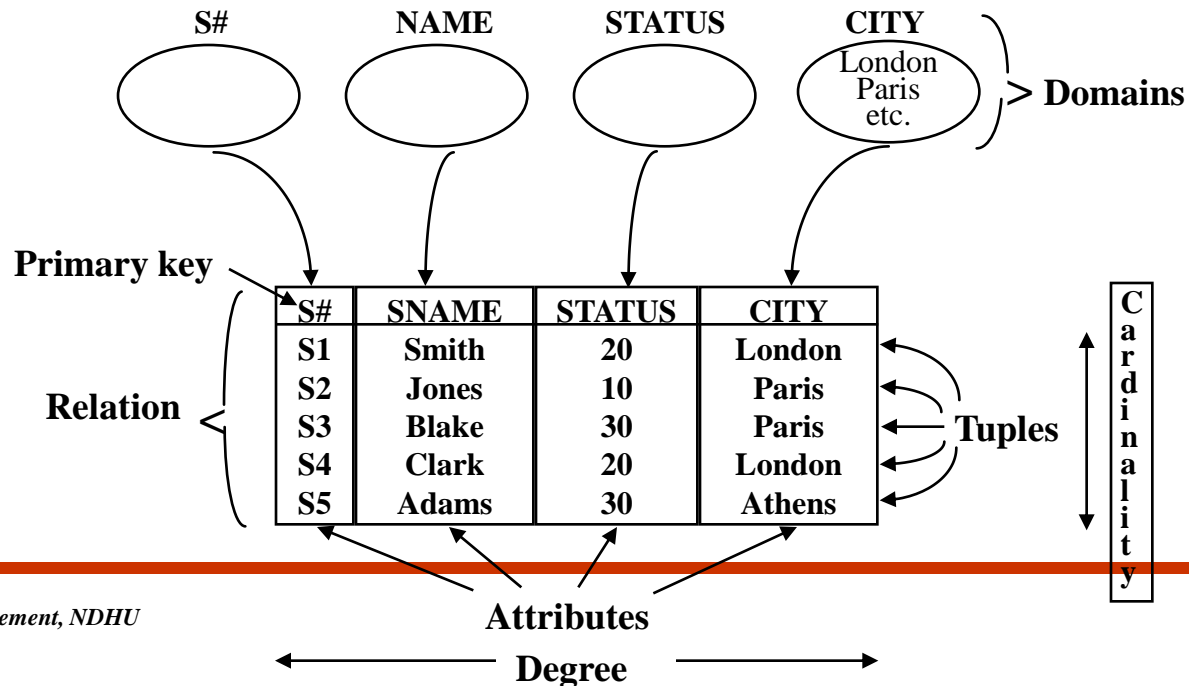 S# NAME STATUS CITY
London
Paris
etc.
Domains
Primary key
S# SNAME STATUS CITY
S1 Smith 20 London
S2 Jones 10 Paris
S3 Blake 30 Paris
S4 Clark 20 London
S5 Adams 30 Athens
Relation
Tuples
Cardinality
Attributes
Degree
ement, NDHU